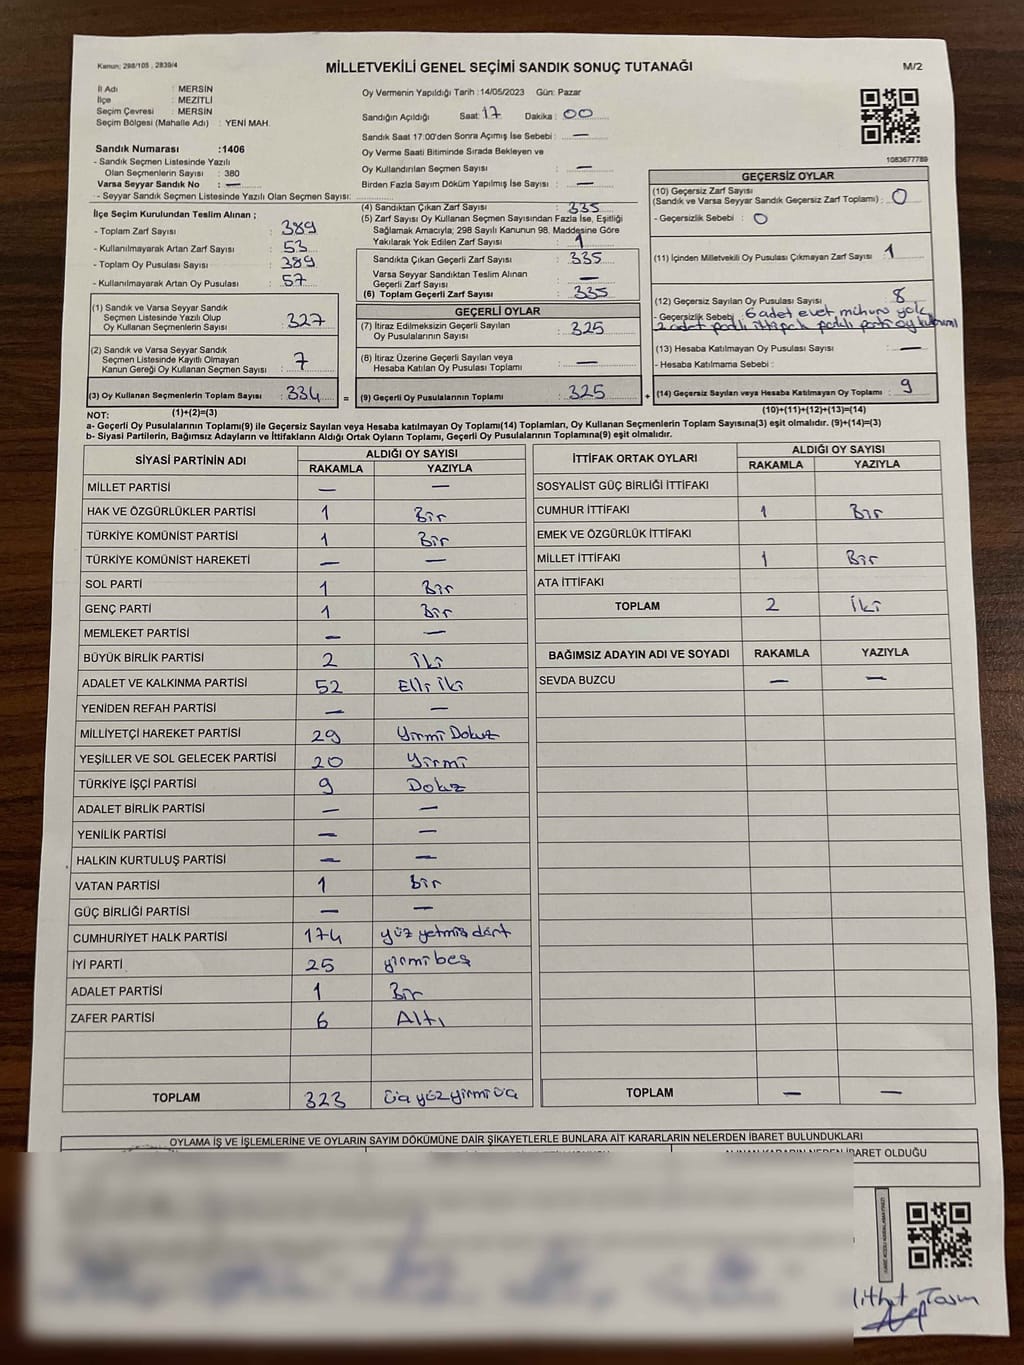 Kanun; 298/105 , 2839/4
MİLLETVEKİLİ GENEL SEÇİMİ SANDIK SONUÇ TUTANAĞI
M/2
İl Adı : MERSİN
İlçe : MEZİTLİ
Seçim Çevresi : MERSİN
Seçim Bölgesi (Mahalle Adı) : YENİ MAH.
Sandık Numarası :1406
- Sandık Seçmen Listesinde Yazılı
Olan Seçmenlerin Sayısı : 380
Varsa Seyyar Sandık No : —
- Seyyar Sandık Seçmen Listesinde Yazılı Olan Seçmen Sayısı:
İlçe Seçim Kurulundan Teslim Alınan ;
- Toplam Zarf Sayısı : 389
- Kullanılmayarak Artan Zarf Sayısı : 53
- Toplam Oy Pusulası Sayısı : 389
- Kullanılmayarak Artan Oy Pusulası : 57
(1) Sandık ve Varsa Seyyar Sandık
Seçmen Listesinde Yazılı Olup
Oy Kullanan Seçmenlerin Sayısı : 327
(2) Sandık ve Varsa Seyyar Sandık
Seçmen Listesinde Kayıtlı Olmayan
Kanun Gereği Oy Kullanan Seçmen Sayısı : 7
(3) Oy Kullanan Seçmenlerin Toplam Sayısı : 334 =
Oy Vermenin Yapıldığı Tarih :14/05/2023 Gün: Pazar
Sandığın Açıldığı Saat: 17 Dakika : 00
Sandık Saat 17:00'den Sonra Açımış İse Sebebi : —
Oy Verme Saati Bitiminde Sırada Bekleyen ve
Oy Kullandırılan Seçmen Sayısı : —
Birden Fazla Sayım Döküm Yapılmış İse Sayısı : —
(4) Sandıktan Çıkan Zarf Sayısı : 335
(5) Zarf Sayısı Oy Kullanan Seçmen Sayısından Fazla İse, Eşitliği
Sağlamak Amacıyla; 298 Sayılı Kanunun 98. Maddesine Göre
Yakılarak Yok Edilen Zarf Sayısı : 1
Sandıkta Çıkan Geçerli Zarf Sayısı : 335
Varsa Seyyar Sandıktan Teslim Alınan
Geçerli Zarf Sayısı : —
(6) Toplam Geçerli Zarf Sayısı : 335
GEÇERLİ OYLAR
(7) İtiraz Edilmeksizin Geçerli Sayılan
Oy Pusulalarının Sayısı : 325
(8) İtiraz Üzerine Geçerli Sayılan veya
Hesaba Katılan Oy Pusulası Toplamı : —
(9) Geçerli Oy Pusulalarının Toplamı : 325 +
1083677789
GEÇERSİZ OYLAR
(10) Geçersiz Zarf Sayısı
(Sandık ve Varsa Seyyar Sandık Geçersiz Zarf Toplamı) : 0
- Geçersizlik Sebebi : 0
(11) İçinden Milletvekili Oy Pusulası Çıkmayan Zarf Sayısı : 1
(12) Geçersiz Sayılan Oy Pusulası Sayısı : 8
- Geçersizlik Sebebi : 6 adet evet mührü yok
2 adet
(13) Hesaba Katılmayan Oy Pusulası Sayısı : —
- Hesaba Katılmama Sebebi :
(14) Geçersiz Sayılan veya Hesaba Katılmayan Oy Toplamı : 9
NOT: (1)+(2)=(3) (10)+(11)+(12)+(13)=(14)
a- Geçerli Oy Pusulalarının Toplamı(9) ile Geçersiz Sayılan veya Hesaba katılmayan Oy Toplamı(14) Toplamları, Oy Kullanan Seçmenlerin Toplam Sayısına(3) eşit olmalıdır. (9)+(14)=(3)
b- Siyasi Partilerin, Bağımsız Adayların ve İttifakların Aldığı Ortak Oyların Toplamı, Geçerli Oy Pusulalarının Toplamına(9) eşit olmalıdır.
SİYASİ PARTİNİN ADI ALDIĞI OY SAYISI
RAKAMLA YAZIYLA
MİLLET PARTİSİ — —
HAK VE ÖZGÜRLÜKLER PARTİSİ 1 Bir
TÜRKİYE KOMÜNİST PARTİSİ 1 Bir
TÜRKİYE KOMÜNİST HAREKETİ — —
SOL PARTİ 1 Bir
GENÇ PARTİ 1 Bir
MEMLEKET PARTİSİ — —
BÜYÜK BİRLİK PARTİSİ 2 İki
ADALET VE KALKINMA PARTİSİ 52 Elli İki
YENİDEN REFAH PARTİSİ — —
MİLLİYETÇİ HAREKET PARTİSİ 29 Yirmi Dokuz
YEŞİLLER VE SOL GELECEK PARTİSİ 20 Yirmi
TÜRKİYE İŞÇİ PARTİSİ 9 Dokz
ADALET BİRLİK PARTİSİ — —
YENİLİK PARTİSİ — —
HALKIN KURTULUŞ PARTİSİ — —
VATAN PARTİSİ 1 Bir
GÜÇ BİRLİĞİ PARTİSİ — —
CUMHURİYET HALK PARTİSİ 174 yüz yetmiş dört
İYİ PARTİ 25 yirmi beş
ADALET PARTİSİ 1 Bir
ZAFER PARTİSİ 6 Altı
TOPLAM 323 üç yüz yirmi üç
İTTİFAK ORTAK OYLARI ALDIĞI OY SAYISI
RAKAMLA YAZIYLA
SOSYALİST GÜÇ BİRLİĞİ İTTİFAKI
CUMHUR İTTİFAKI 1 Bir
EMEK VE ÖZGÜRLÜK İTTİFAKI
MİLLET İTTİFAKI 1 Bir
ATA İTTİFAKI
TOPLAM 2 İki
BAĞIMSIZ ADAYIN ADI VE SOYADI RAKAMLA YAZIYLA
SEVDA BUZCU — —
TOPLAM — —
OYLAMA İŞ VE İŞLEMLERİNE VE OYLARIN SAYIM DÖKÜMÜNE DAİR ŞİKAYETLERLE BUNLARA AİT KARARLARIN NELERDEN İBARET BULUNDUKLARI
ALINAN KARARIN NEDEN İBARET OLDUĞU